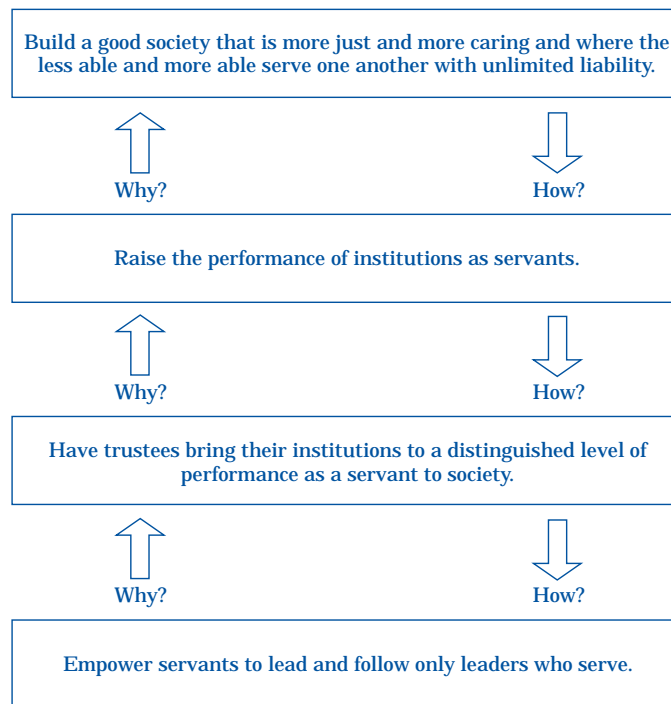 Build a good society that is more just and more caring and where the
less able and more able serve one another with unlimited liability.
Why?
How?
Raise the performance of institutions as servants.
Why?
How?
Have trustees bring their institutions to a distinguished level of
performance as a servant to society.
Why?
How?
Empower servants to lead and follow only leaders who serve.